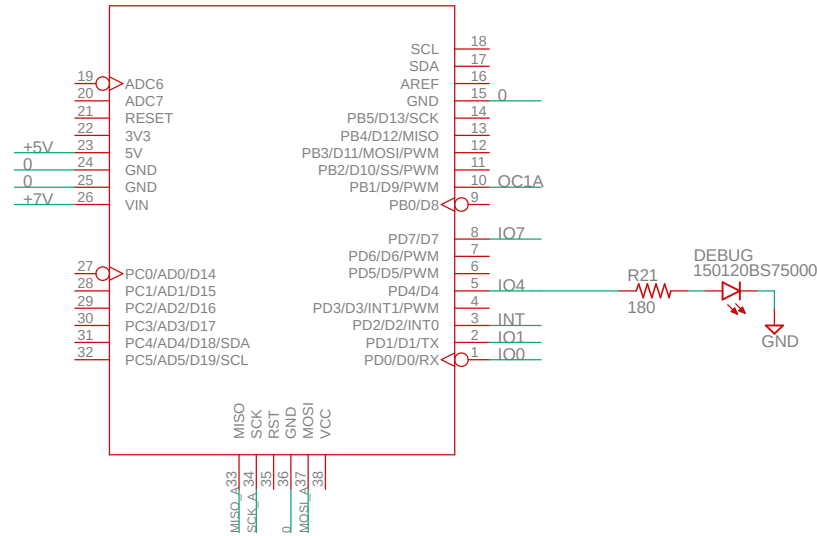 19 ADC6
20 ADC7
21 RESET
22 3V3
+5V 23 5V
0 24 GND
0 25 GND
+7V 26 VIN
27 PC0/AD0/D14
28 PC1/AD1/D15
29 PC2/AD2/D16
30 PC3/AD3/D17
31 PC4/AD4/D18/SDA
32 PC5/AD5/D19/SCL
SCL 18
SDA 17
AREF 16
GND 15 0
PB5/D13/SCK 14
PB4/D12/MISO 13
PB3/D11/MOSI/PWM 12
PB2/D10/SS/PWM 11
PB1/D9/PWM 10 OC1A
PB0/D8 9
PD7/D7 8 IO7
PD6/D6/PWM 7
PD5/D5/PWM 6
PD4/D4 5 IO4
PD3/D3/INT1/PWM 4
PD2/D2/INT0 3 INT
PD1/D1/TX 2 IO1
PD0/D0/RX 1 IO0
R21
180
DEBUG
150120BS75000
GND
MISO 33 MISO_A
SCK 34 SCK_A
RST 35
GND 36 0
MOSI 37 MOSI_A
VCC 38